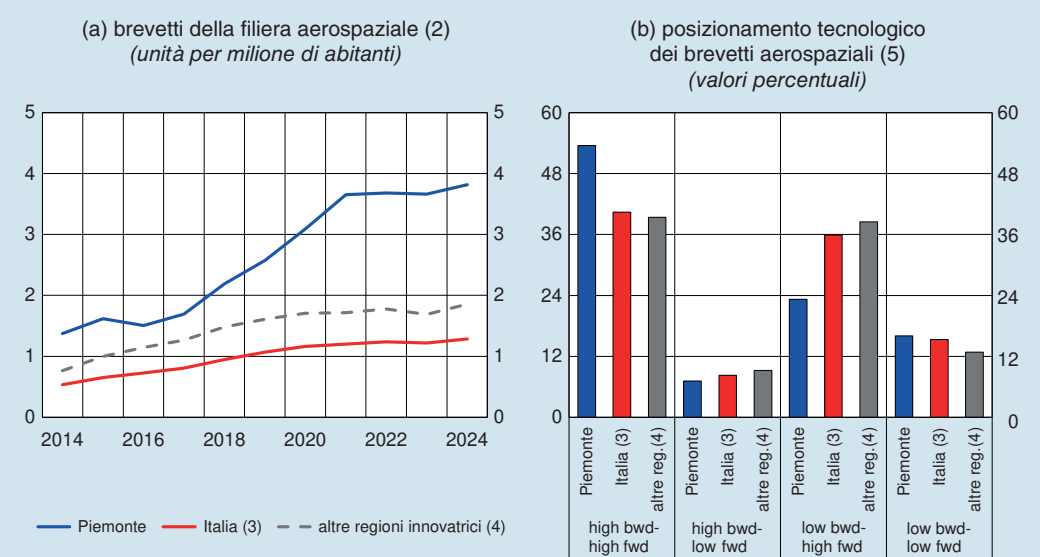 (a) brevetti della filiera aerospaziale (2)
(unità per milione di abitanti)
5
4
3
2
1
0
5
4
3
2
1
0
2014 2016 2018 2020 2022 2024
Piemonte Italia (3) altre regioni innovatrici (4)
(b) posizionamento tecnologico
dei brevetti aerospaziali (5)
(valori percentuali)
60
48
36
24
12
0
60
48
36
24
12
0
Piemonte
Italia (3)
altre reg.(4)
Piemonte
Italia (3)
altre reg.(4)
Piemonte
Italia (3)
altre reg.(4)
Piemonte
Italia (3)
altre reg.(4)
high bwd-
high fwd
high bwd-
low fwd
low bwd-
high fwd
low bwd-
low fwd